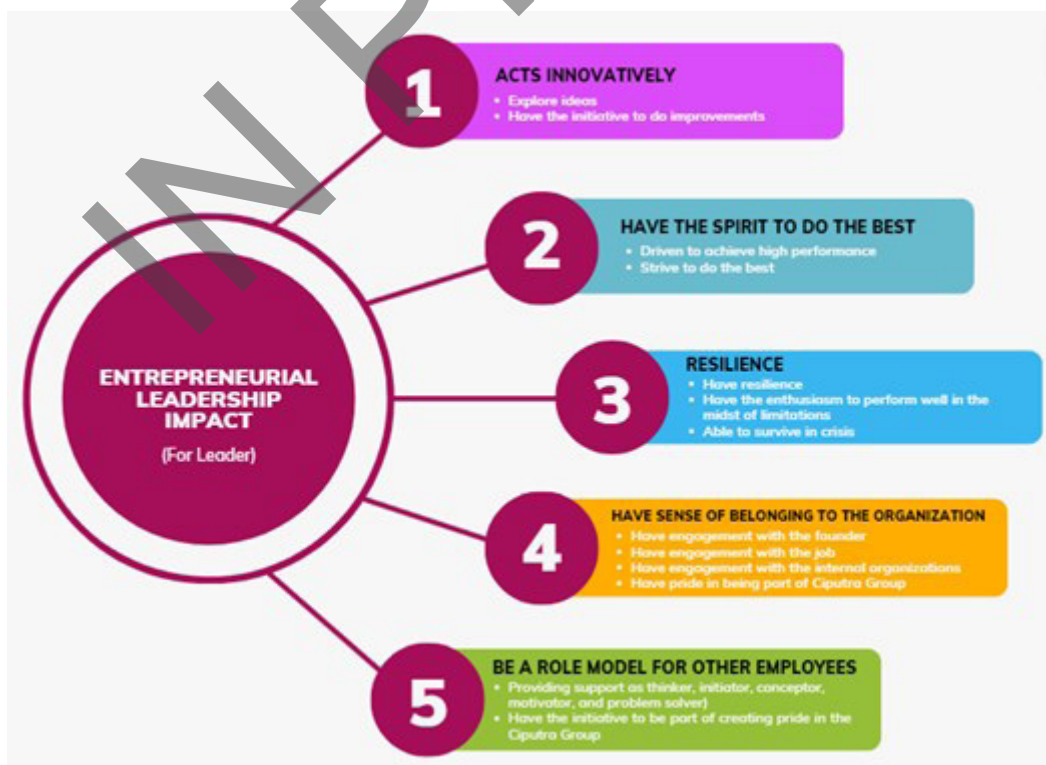 IN P
1
ACTS INNOVATIVELY
• Explore ideas
• Have the initiative to do improvements
2
HAVE THE SPIRIT TO DO THE BEST
• Driven to achieve high performance
• Strive to do the best
ENTREPRENEURIAL
LEADERSHIP
IMPACT
(For Leader)
3
RESILIENCE
• Have resilience
• Have the enthusiasm to perform well in the
midst of limitations
• Able to survive in crisis
4
HAVE SENSE OF BELONGING TO THE ORGANIZATION
• Have engagement with the founder
• Have engagement with the job
• Have engagement with the internal organizations
• Have pride in being part of Ciputra Group
5
BE A ROLE MODEL FOR OTHER EMPLOYEES
• Providing support as thinker, initiator, conceptor,
motivator, and problem solver)
• Have the initiative to be part of creating pride in the
Ciputra Group